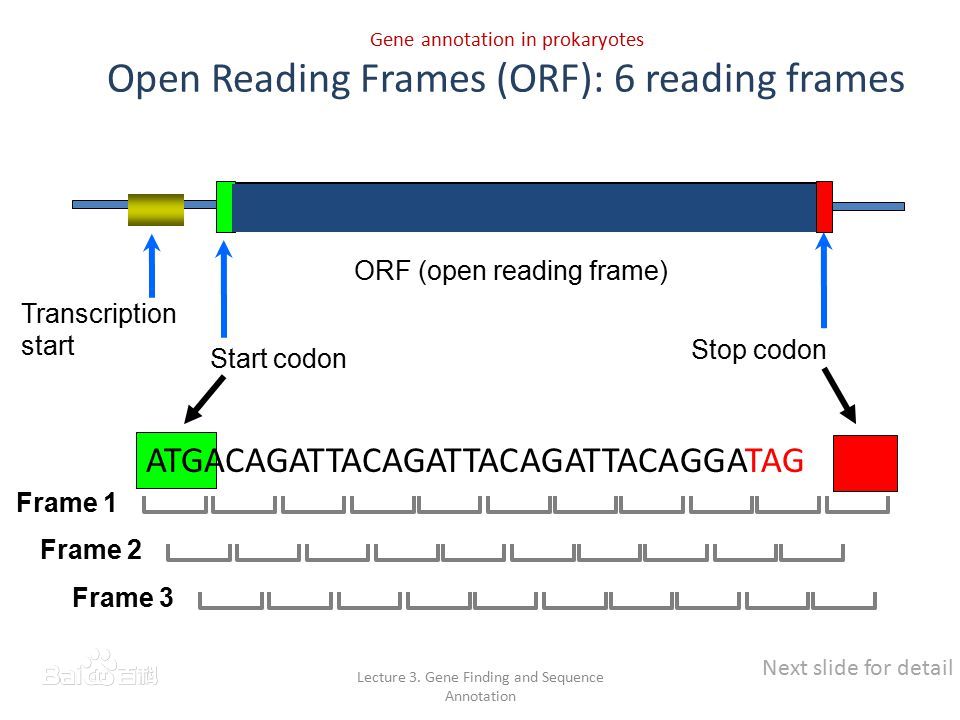 Gene annotation in prokaryotes
Open Reading Frames (ORF): 6 reading frames
ORF (open reading frame)
Transcription
start
Start codon
Stop codon
ATGACAGATTACAGATTACAGATTACAGGATAG
Frame 1
Frame 2
Frame 3
Bai百科
Lecture 3. Gene Finding and Sequence
Annotation
Next slide for detail